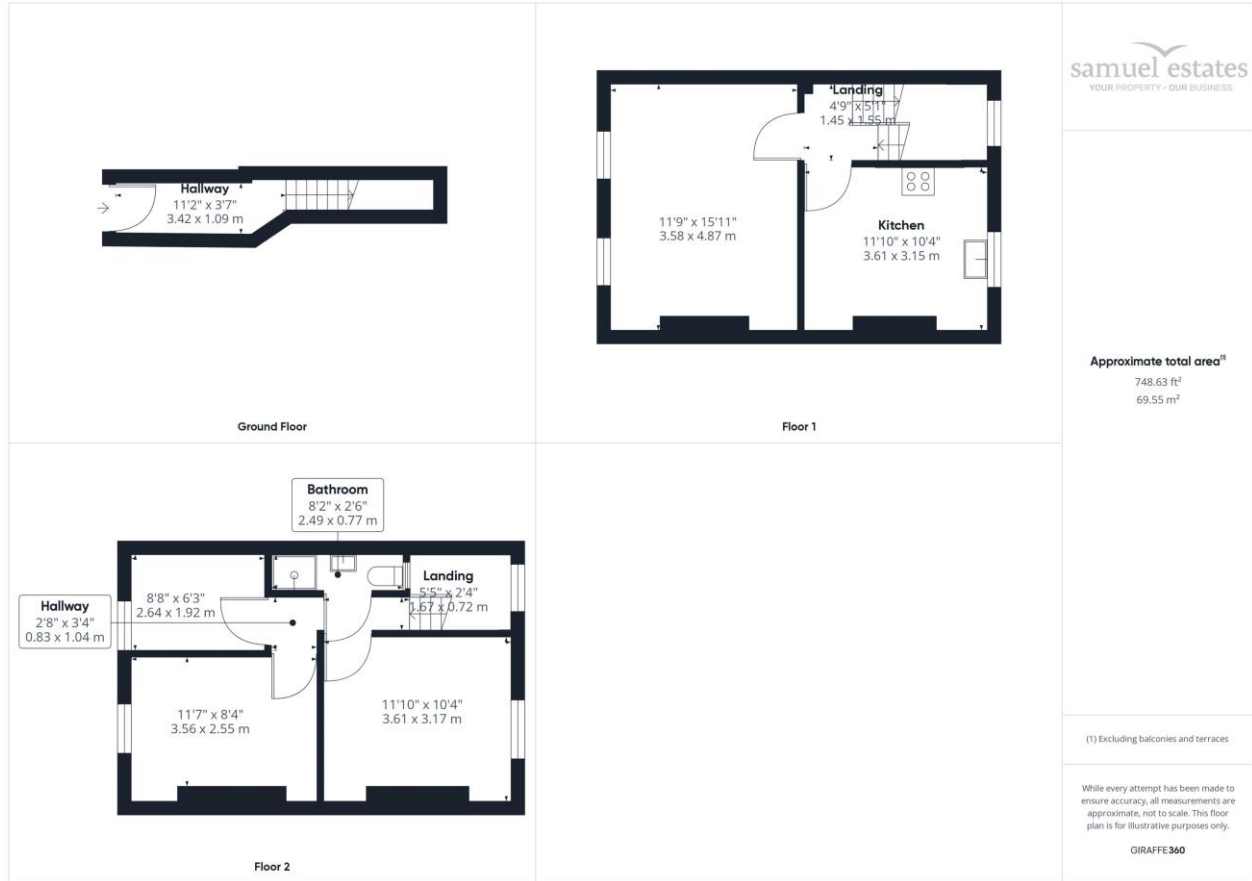 Hallway
11'2" x 3'7"
3.42 x 1.09 m
Ground Floor
Landing
4'9" x 5'1"
1.45 x 1.55 m
11'9" x 15'11"
3.58 x 4.87 m
Kitchen
11'10" x 10'4"
3.61 x 3.15 m
Floor 1
Bathroom
8'2" x 2'6"
2.49 x 0.77 m
Landing
5'5" x 2'4"
1.67 x 0.72 m
8'8" x 6'3"
2.64 x 1.92 m
Hallway
2'8" x 3'4"
0.83 x 1.04 m
11'7" x 8'4"
3.56 x 2.55 m
11'10" x 10'4"
3.61 x 3.17 m
Floor 2
samuel estates
YOUR PROPERTY • OUR BUSINESS
Approximate total area(1)
748.63 ft²
69.55 m²
(1) Excluding balconies and terraces
While every attempt has been made to
ensure accuracy, all measurements are
approximate, not to scale. This floor
plan is for illustrative purposes only.
GIRAFFE360